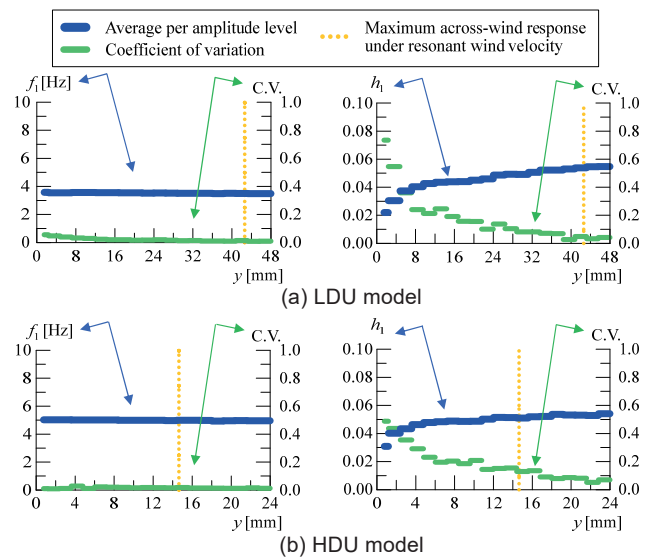 Average per amplitude level
Coefficient of variation
Maximum across-wind response
under resonant wind velocity
f₁[Hz] C.V. h₁ C.V.
10 1.0 0.10 1.0
8 0.8 0.08 0.8
6 0.6 0.06 0.6
4 0.4 0.04 0.4
2 0.2 0.02 0.2
0 0.0 0.00 0.0
0 12 24 36 48 0 16 32 48
y [mm] y [mm]
(a) LDU model
f₁[Hz] C.V. h₁ C.V.
10 1.0 0.10 1.0
8 0.8 0.08 0.8
6 0.6 0.06 0.6
4 0.4 0.04 0.4
2 0.2 0.02 0.2
0 0.0 0.00 0.0
0 4 8 12 16 20 24 0 4 8 12 16 20 24
y [mm] y [mm]
(b) HDU model